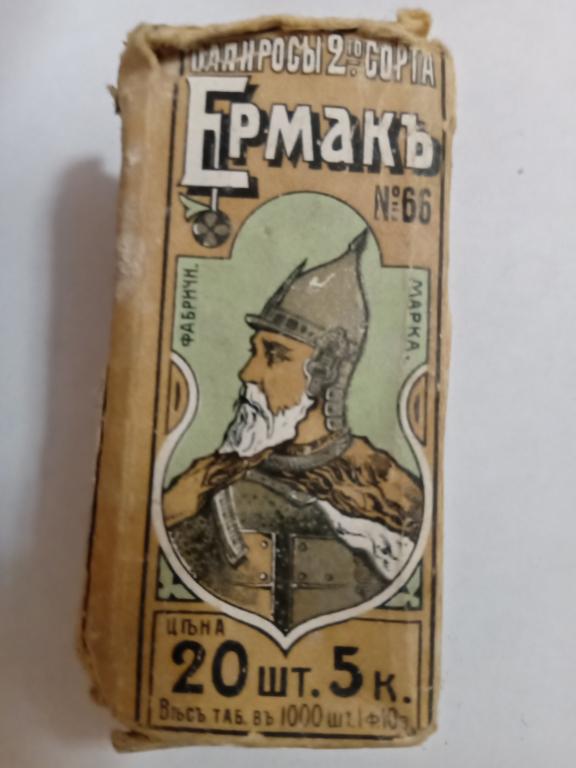 ПАПИРОСЫ 2го СОРТА
ЕРМАКЪ
№66
ФАБРИЧН.
МАРКА.
ЦѢНА
20 ШТ. 5 К.
ВѢСЪ ТАБ. ВЪ 1000 ШТ. 1 Ф 10